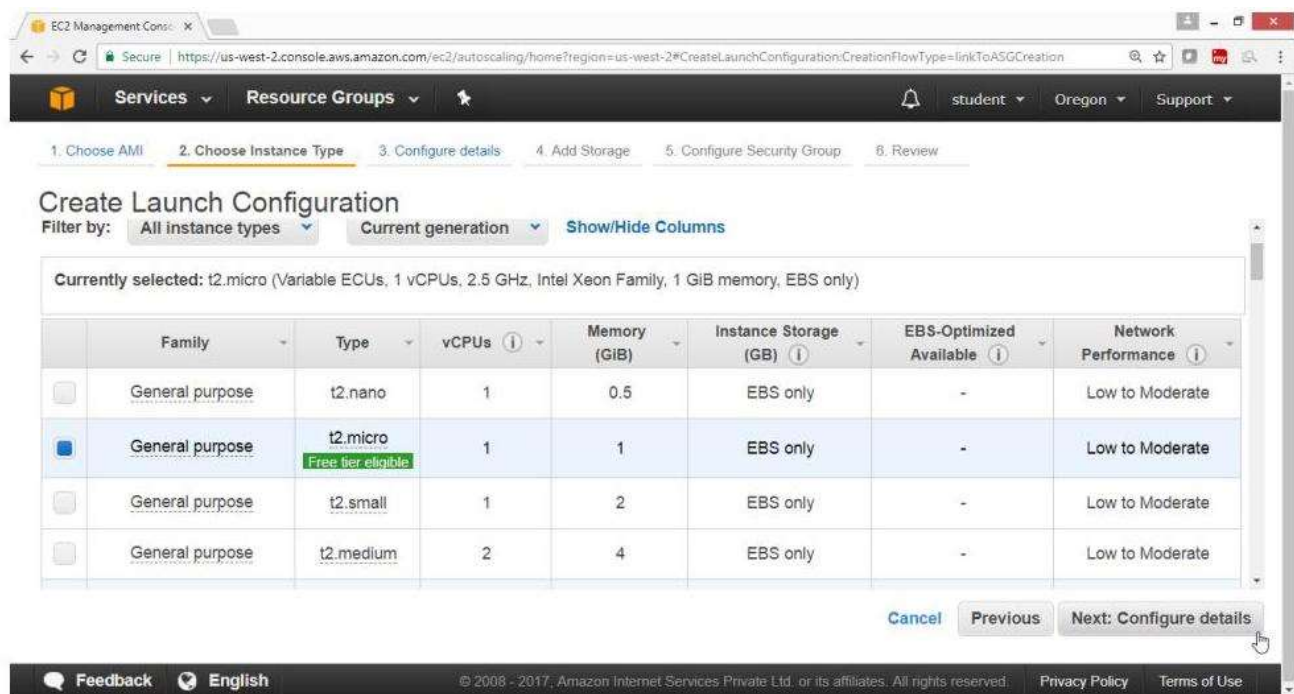 EC2 Management Consc
Secure | https://us-west-2.console.aws.amazon.com/ec2/autoscaling/home?region=us-west-2#CreateLaunchConfiguration:CreationFlowType=linkToASGCreation
my
Services Resource Groups student Oregon Support
1. Choose AMI 2. Choose Instance Type 3. Configure details 4. Add Storage 5. Configure Security Group 6. Review
Create Launch Configuration
Filter by: All instance types Current generation Show/Hide Columns
Currently selected: t2.micro (Variable ECUs, 1 vCPUs, 2.5 GHz, Intel Xeon Family, 1 GiB memory, EBS only)
Family Type vCPUs i Memory (GiB) Instance Storage (GB) i EBS-Optimized Available i Network Performance i
General purpose t2.nano 1 0.5 EBS only - Low to Moderate
General purpose t2.micro Free tier eligible 1 1 EBS only - Low to Moderate
General purpose t2.small 1 2 EBS only - Low to Moderate
General purpose t2.medium 2 4 EBS only - Low to Moderate
Cancel Previous Next: Configure details
Feedback English © 2008 - 2017, Amazon Internet Services Private Ltd. or its affiliates. All rights reserved. Privacy Policy Terms of Use